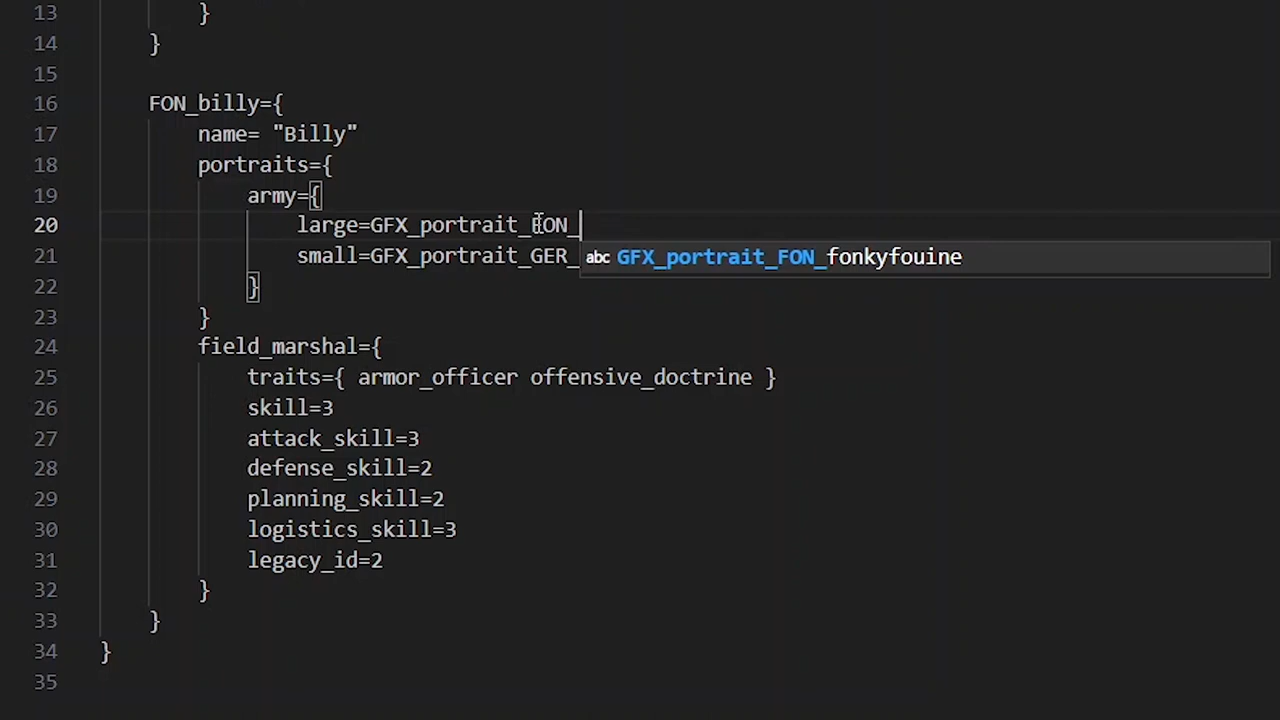 13 }
14 }
15
16 FON_billy={
17 name= "Billy"
18 portraits={
19 army={
20 large=GFX_portrait_FON_
21 small=GFX_portrait_GER_
abc GFX_portrait_FON_fonkyfouine
22 }
23 }
24 field_marshal={
25 traits={ armor_officer offensive_doctrine }
26 skill=3
27 attack_skill=3
28 defense_skill=2
29 planning_skill=2
30 logistics_skill=3
31 legacy_id=2
32 }
33 }
34 }
35